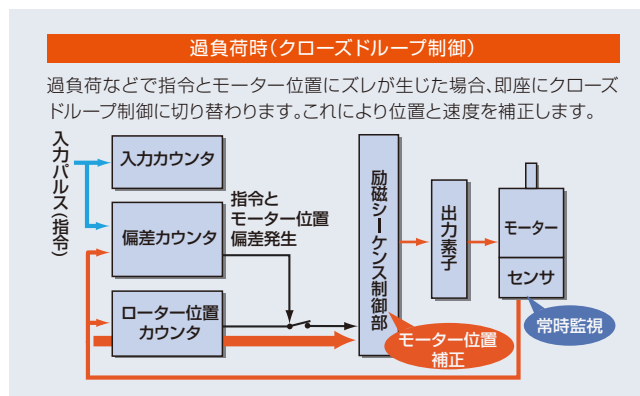 過負荷時(クローズドループ制御)
過負荷などで指令とモーター位置にズレが生じた場合、即座にクローズ
ドループ制御に切り替わります。これにより位置と速度を補正します。
入力パルス(指令)
入力カウンタ
偏差カウンタ
ローター位置
カウンタ
指令と
モーター位置
偏差発生
励磁シーケンス制御部
出力素子
モーター
センサ
常時監視
モーター位置
補正